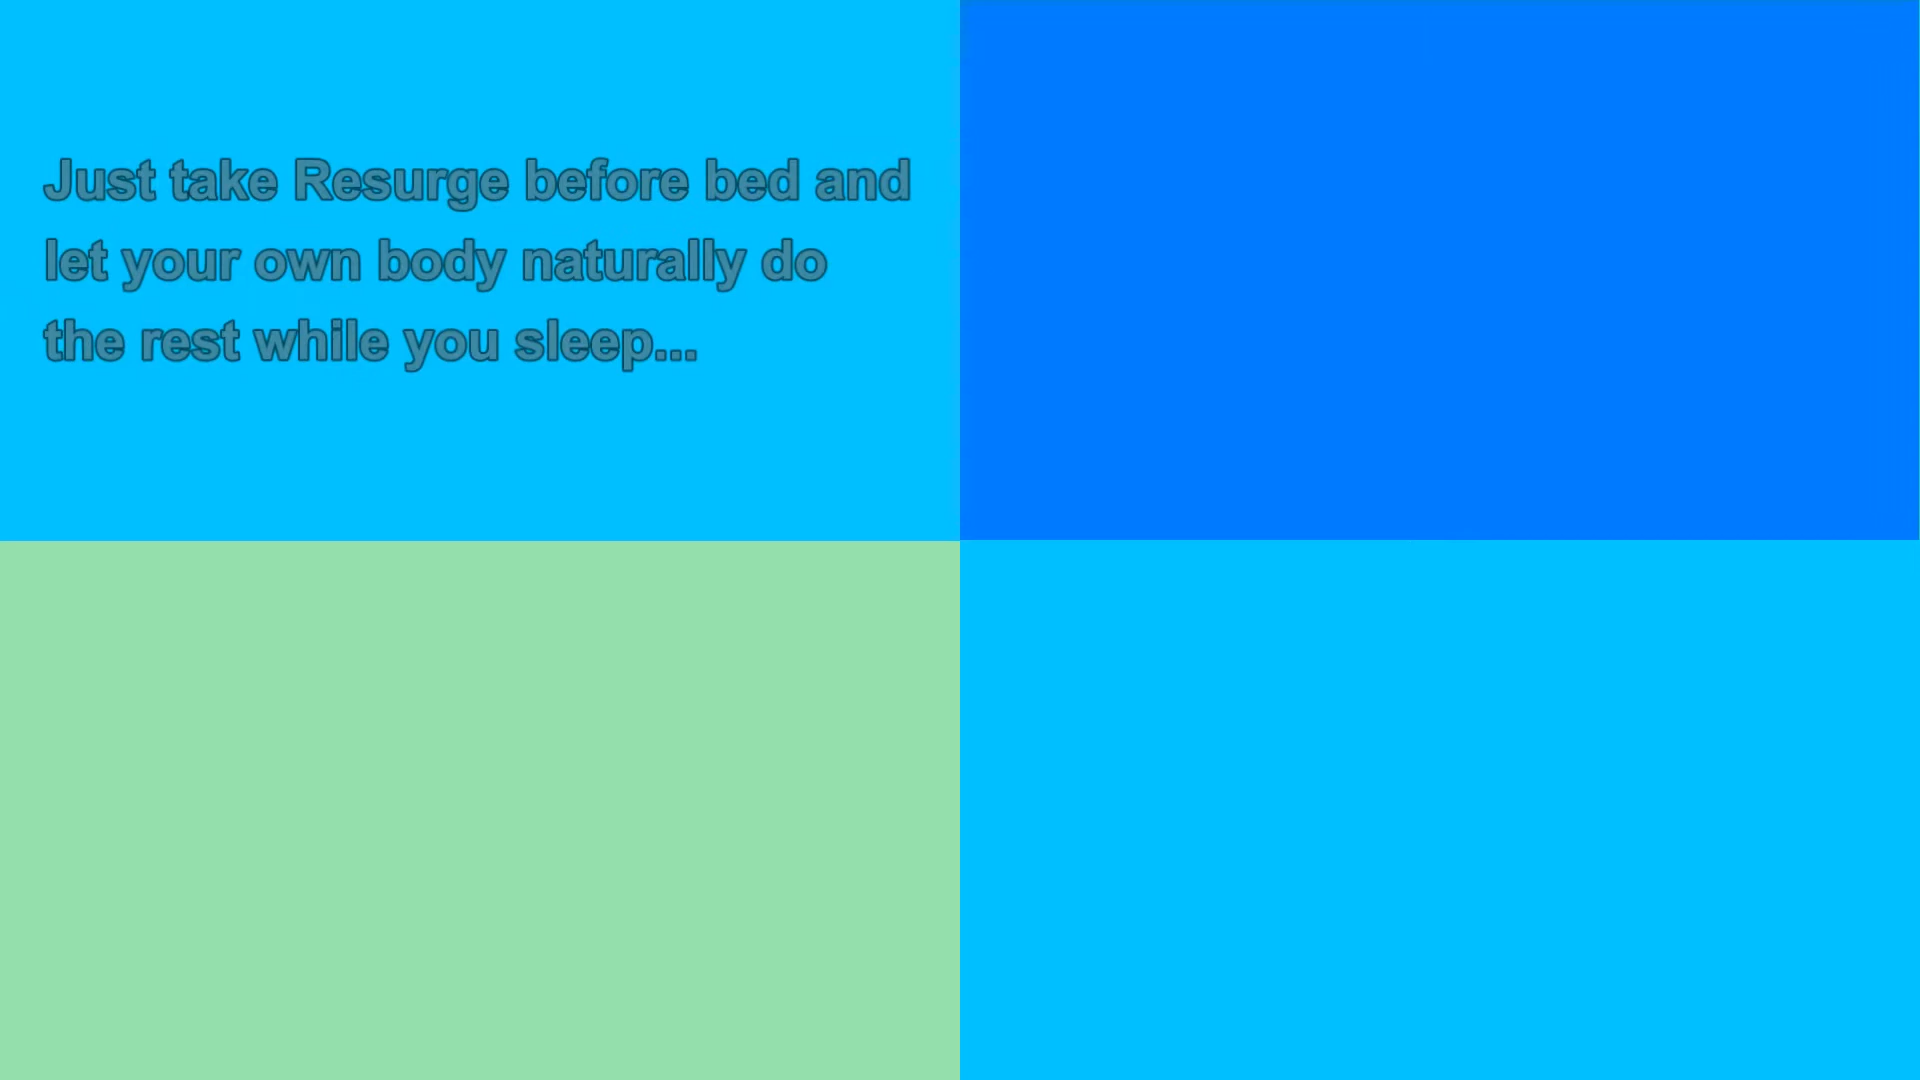 Just take Resurge before bed and
let your own body naturally do
the rest while you sleep...